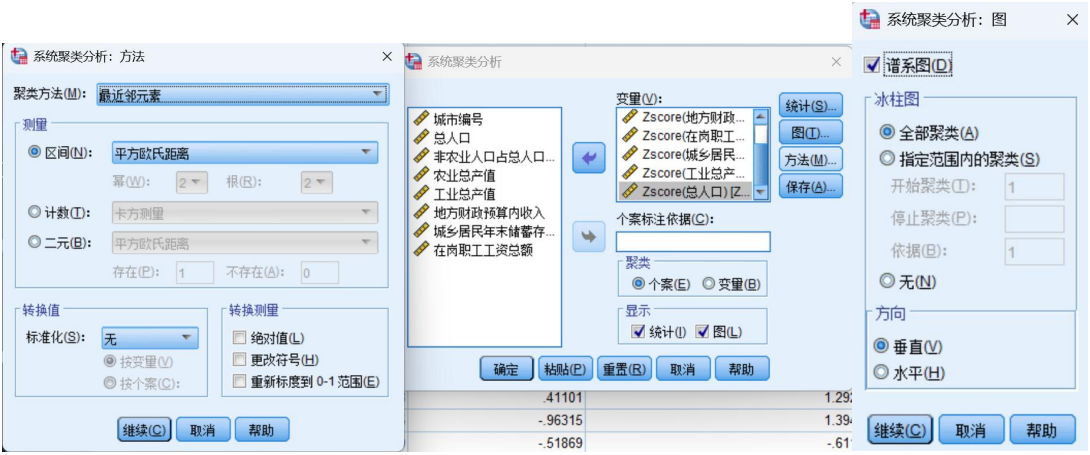 系统聚类分析：方法
聚类方法(M)：
最近邻元素
测量
区间(N)：
平方欧氏距离
幂(W)：
2
根(R)：
2
计数(T)：
卡方测量
二元(B)：
平方欧氏距离
存在(P)：
1
不存在(A)：
0
转换值
标准化(S)：
无
按变量(V)
按个案(C)：
转换测量
绝对值(L)
更改符号(H)
重新标度到 0-1 范围(E)
继续(C)
取消
帮助
系统聚类分析
城市编号
总人口
非农业人口占总人口...
农业总产值
工业总产值
地方财政预算内收入
城乡居民年末储蓄存...
在岗职工工资总额
变量(V)：
Zscore(地方财政...
Zscore(在岗职工...
Zscore(城乡居民...
Zscore(工业总产...
Zscore(总人口) [Z...
个案标注依据(C)：
聚类
个案(E)
变量(B)
显示
统计(I)
图(L)
统计(S)...
图(T)...
方法(M)...
保存(A)...
确定
粘贴(P)
重置(R)
取消
帮助
.41101
1.292
-.96315
1.394
-.51869
-.61
系统聚类分析：图
谱系图(D)
冰柱图
全部聚类(A)
指定范围内的聚类(S)
开始聚类(T)：
1
停止聚类(P)：
依据(B)：
1
无(N)
方向
垂直(V)
水平(H)
继续(C)
取消
帮助